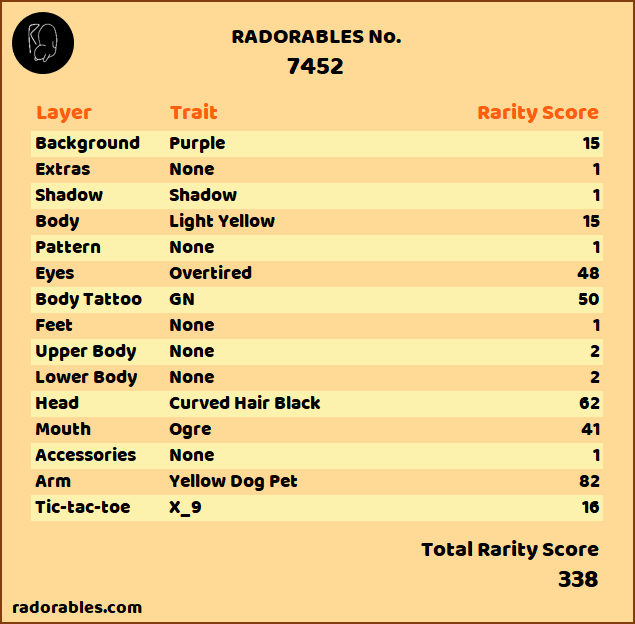 RADORABLES No.
7452
Layer Trait Rarity Score
Background Purple 15
Extras None 1
Shadow Shadow 1
Body Light Yellow 15
Pattern None 1
Eyes Overtired 48
Body Tattoo GN 50
Feet None 1
Upper Body None 2
Lower Body None 2
Head Curved Hair Black 62
Mouth Ogre 41
Accessories None 1
Arm Yellow Dog Pet 82
Tic-tac-toe X_9 16
Total Rarity Score
338
radorables.com